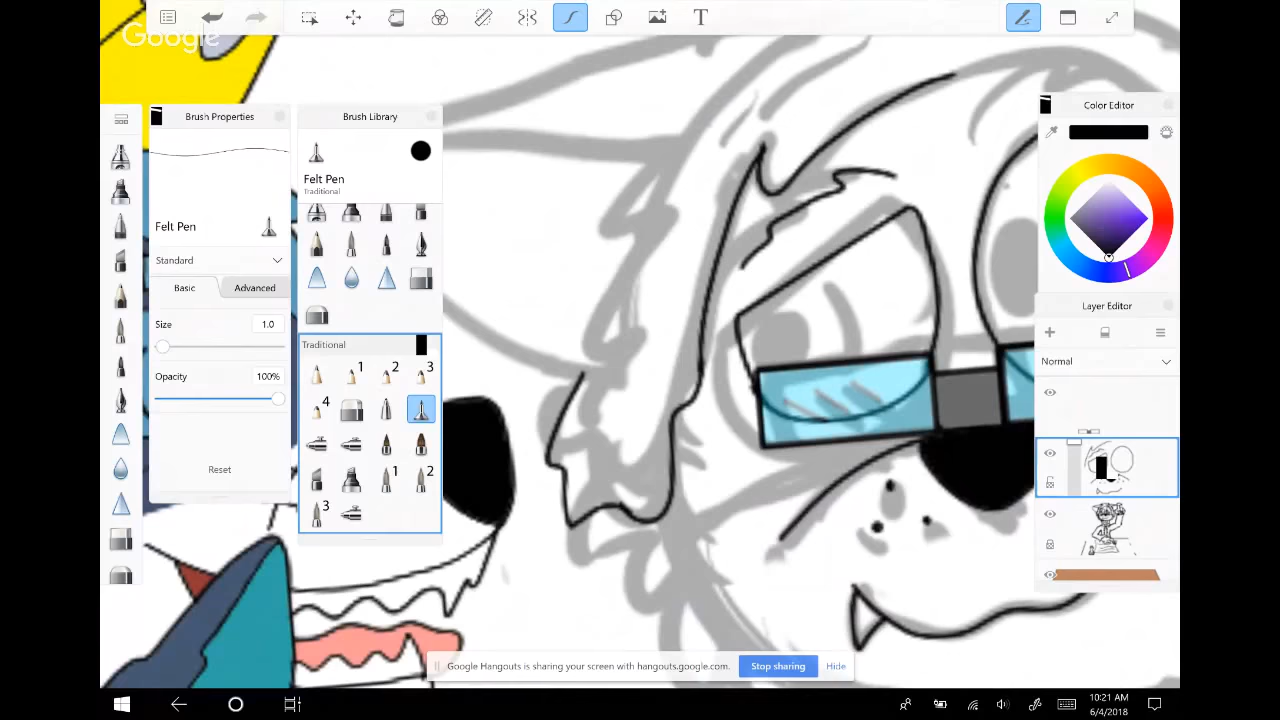 T
Google
Brush Properties
Brush Library
Color Editor
Felt Pen
Traditional
Felt Pen
Standard
Basic
Advanced
Size
1.0
Opacity
100%
Reset
Traditional
1
2
3
4
1
2
3
Layer Editor
Normal
Google Hangouts is sharing your screen with hangouts.google.com.
Stop sharing
Hide
10:21 AM
6/4/2018